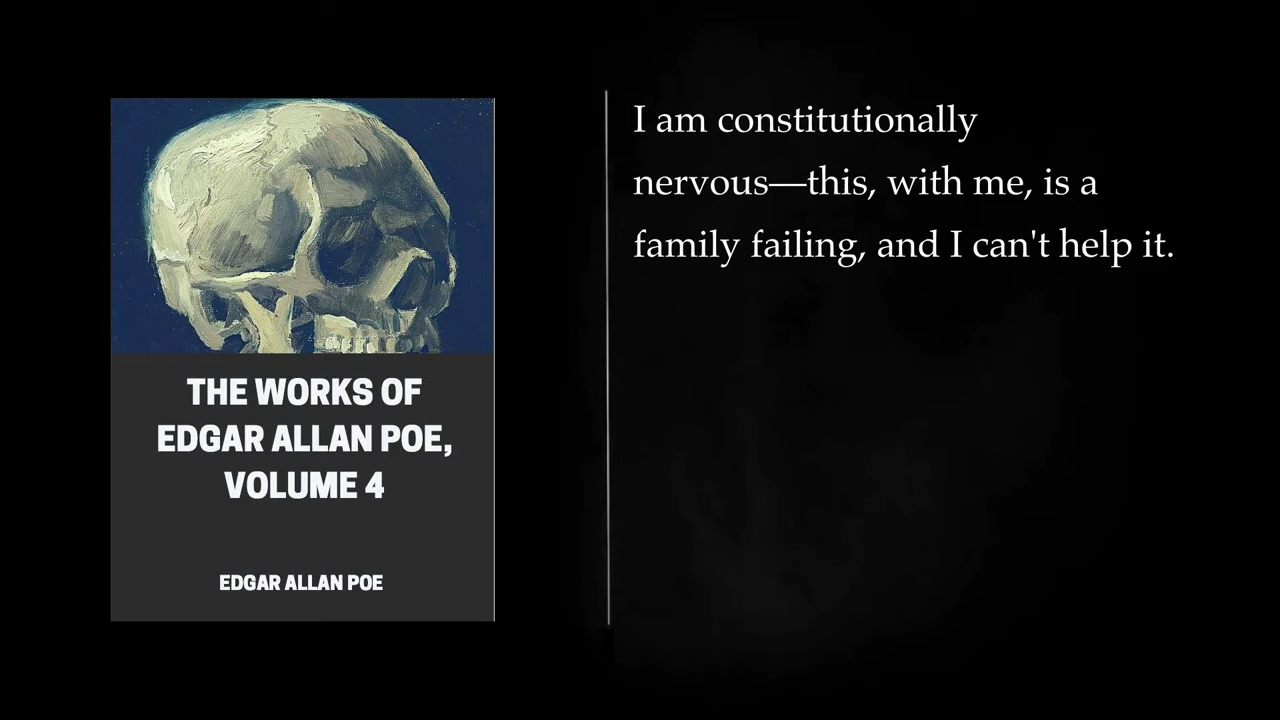 THE WORKS OF
EDGAR ALLAN POE,
VOLUME 4
EDGAR ALLAN POE
I am constitutionally
nervous—this, with me, is a
family failing, and I can't help it.